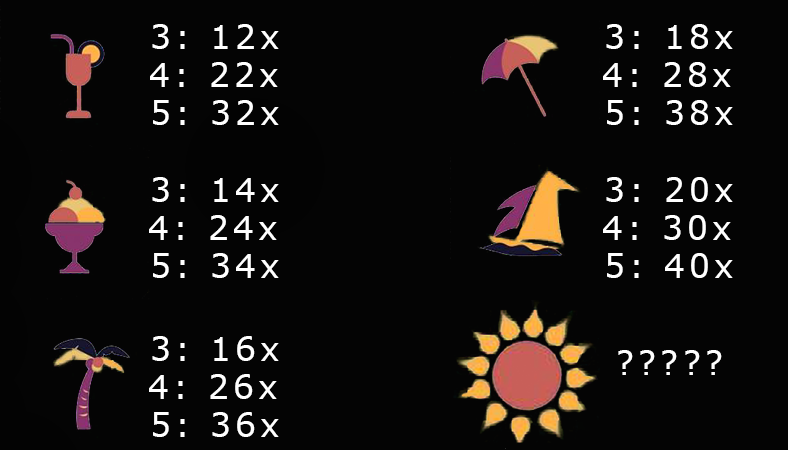 3: 12x
4: 22x
5: 32x
3: 18x
4: 28x
5: 38x
3: 14x
4: 24x
5: 34x
3: 20x
4: 30x
5: 40x
3: 16x
4: 26x
5: 36x
?????